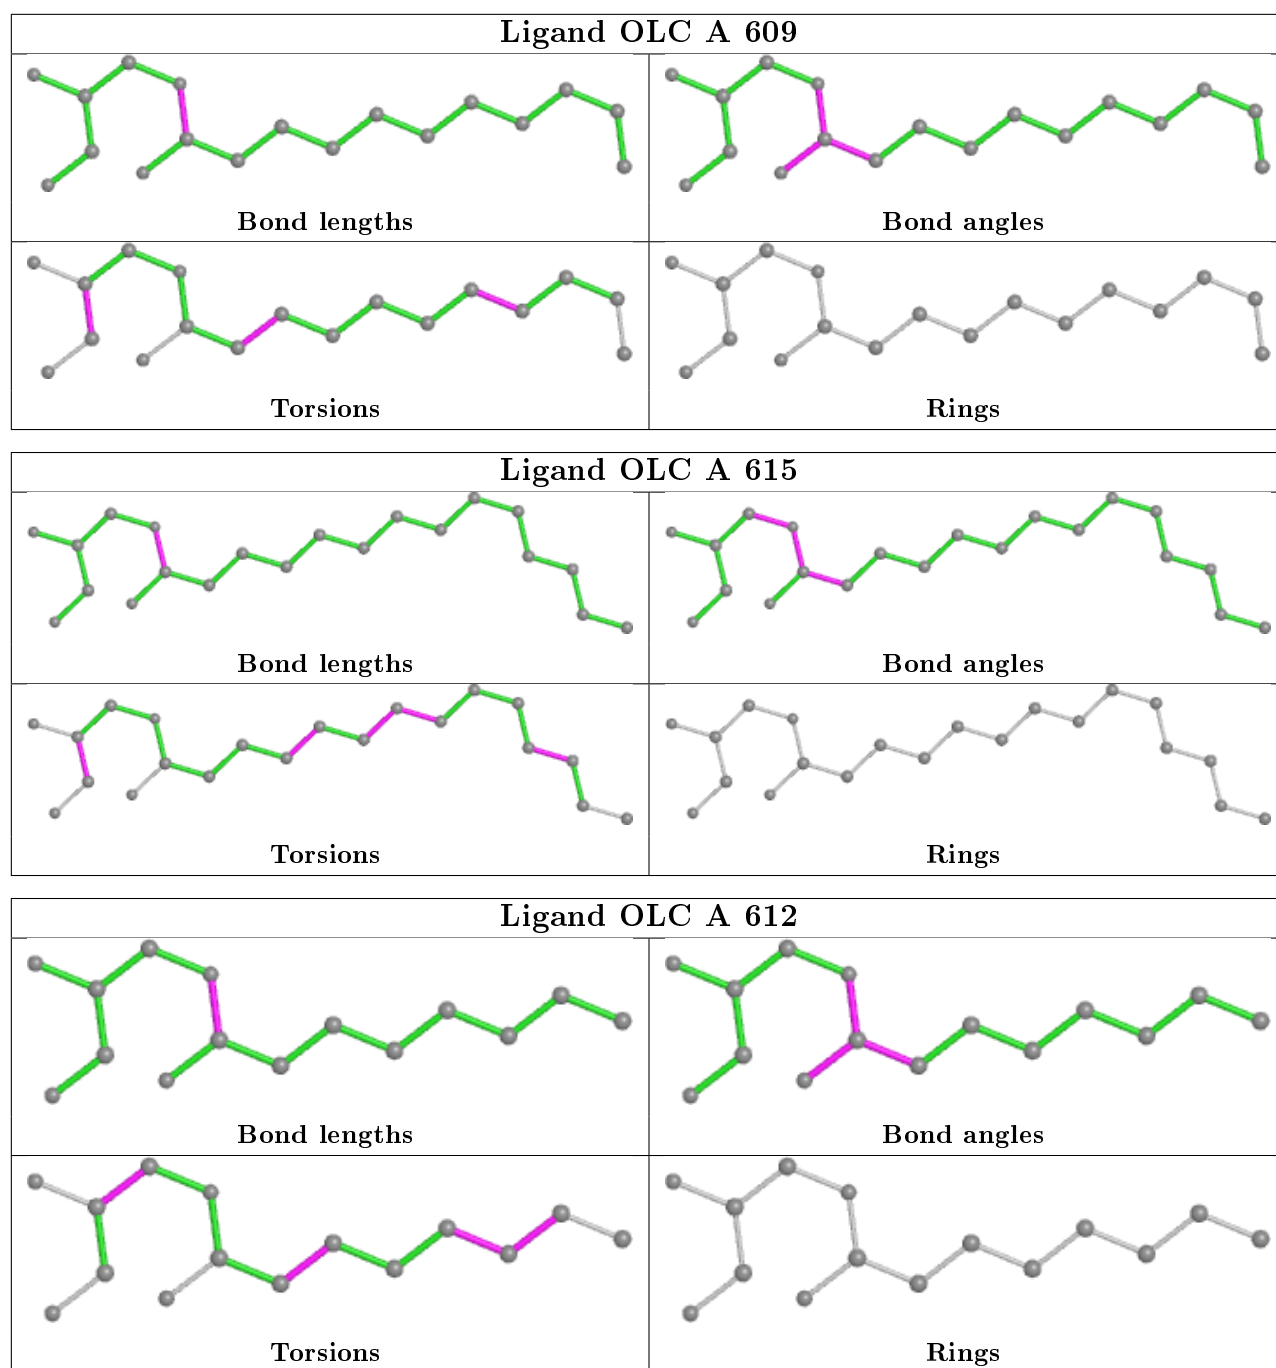 Ligand OLC A 609
Bond lengths
Bond angles
Torsions
Rings
Ligand OLC A 615
Bond lengths
Bond angles
Torsions
Rings
Ligand OLC A 612
Bond lengths
Bond angles
Torsions
Rings